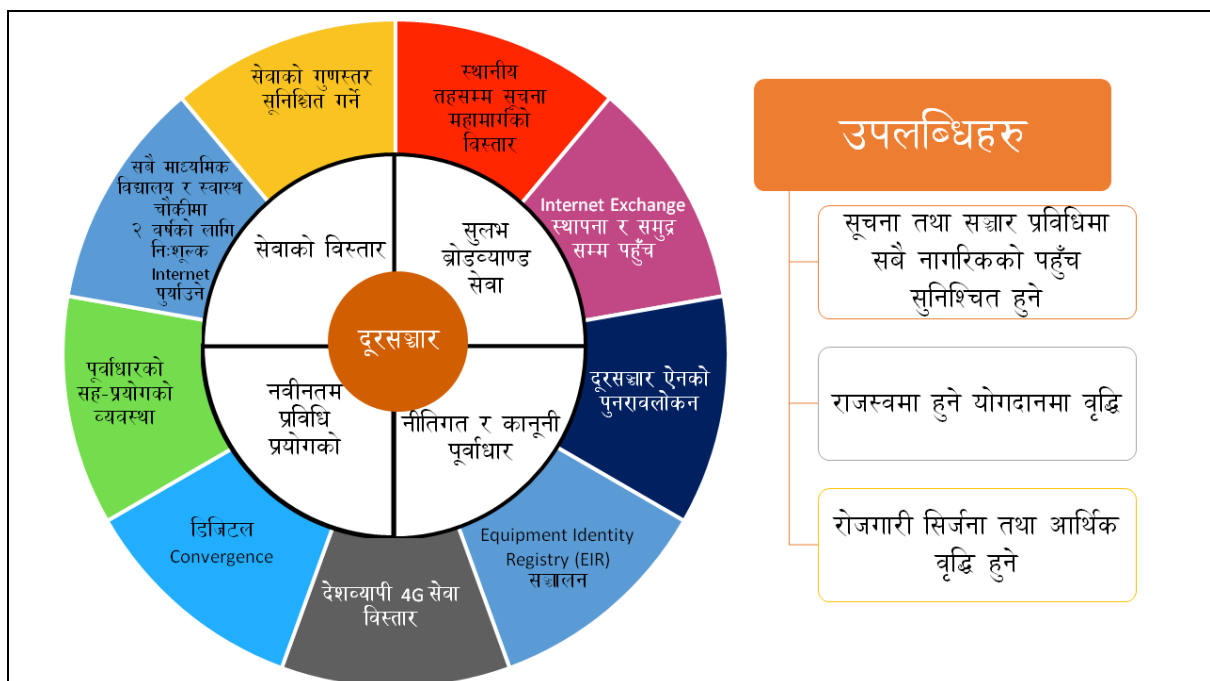 सेवाको गुणस्तर
सूनिश्चित गर्ने
स्थानीय
तहसम्म सूचना
महामार्गको
विस्तार
Internet Exchange
स्थापना र समुद्र
सम्म पहुँच
दूरसञ्चार ऐनको
पुनरावलोकन
Equipment Identity
Registry (EIR)
सञ्चालन
देशव्यापी 4G सेवा
विस्तार
डिजिटल
Convergence
पूर्वाधारको
सह-प्रयोगको
व्यवस्था
सबै माध्यमिक
विद्यालय र स्वास्थ
चौकीमा
२ वर्षको लागि
निःशूल्क
Internet
पुर्याउने
सेवाको विस्तार
सुलभ
ब्रोडव्याण्ड
सेवा
नीतिगत र कानूनी
पूर्वाधार
नवीनतम
प्रविधि
प्रयोगको
दूरसञ्चार
उपलब्धिहरु
सूचना तथा सञ्चार प्रविधिमा
सबै नागरिकको पहुँच
सुनिश्चित हुने
राजस्वमा हुने योगदानमा वृद्धि
रोजगारी सिर्जना तथा आर्थिक
वृद्धि हुने